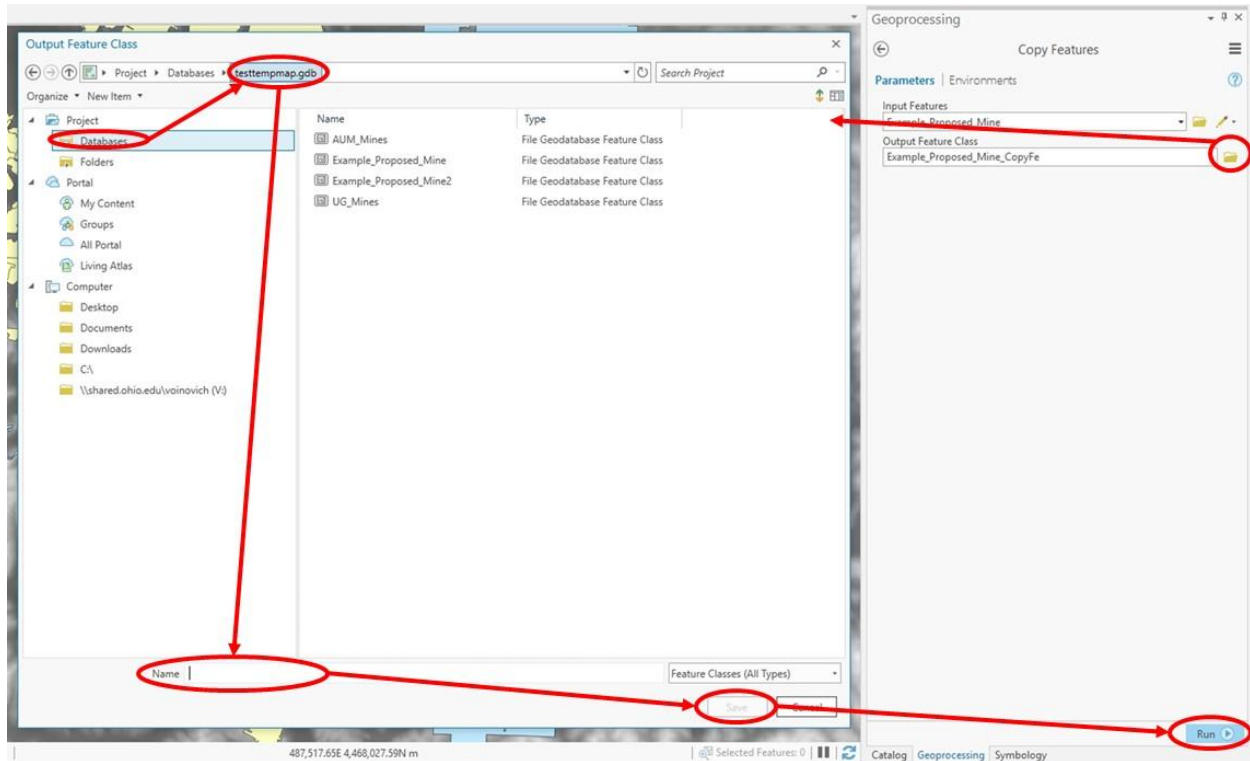 Output Feature Class
Project ▸ Databases ▸ testtempmap.gdb
Search Project
Organize New Item
Project
Databases
Folders
Portal
My Content
Groups
All Portal
Living Atlas
Computer
Desktop
Documents
Downloads
C:\
\\shared.ohio.edu\voinovich (V:)
Name Type
AUM_Mines File Geodatabase Feature Class
Example_Proposed_Mine File Geodatabase Feature Class
Example_Proposed_Mine2 File Geodatabase Feature Class
UG_Mines File Geodatabase Feature Class
Name
Feature Classes (All Types)
Save Cancel
487,517.65E 4,468,027.59N m
Selected Features: 0
Geoprocessing
Copy Features
Parameters | Environments
Input Features
Example_Proposed_Mine
Output Feature Class
Example_Proposed_Mine_CopyFe
Run
Catalog Geoprocessing Symbology